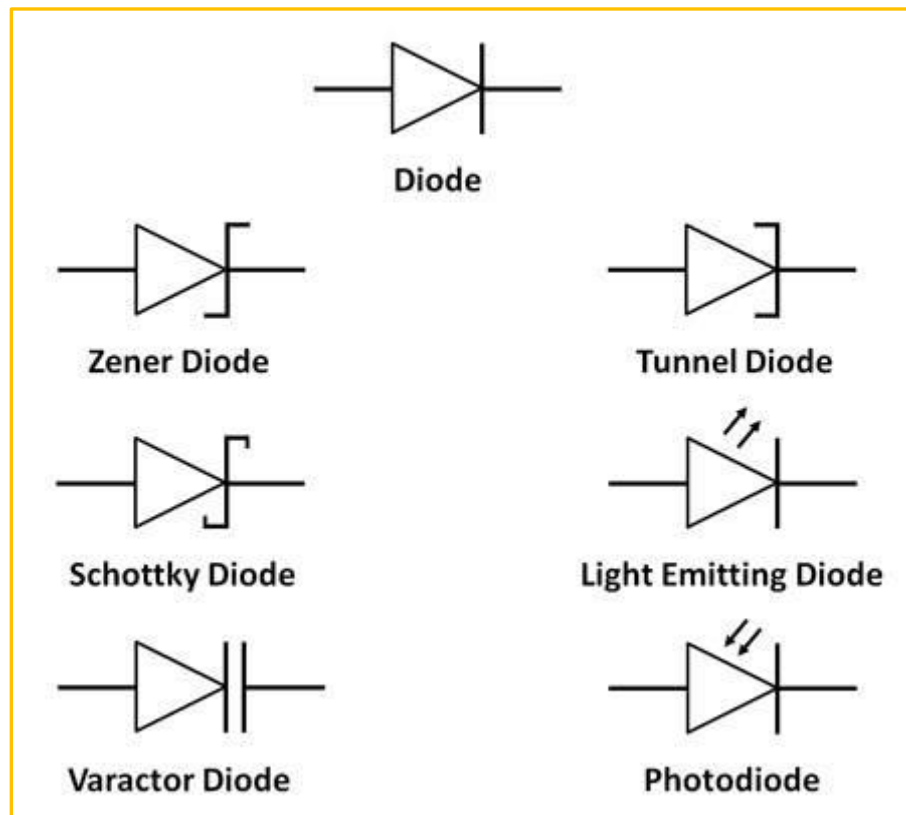 Diode
Zener Diode
Tunnel Diode
Schottky Diode
Light Emitting Diode
Varactor Diode
Photodiode